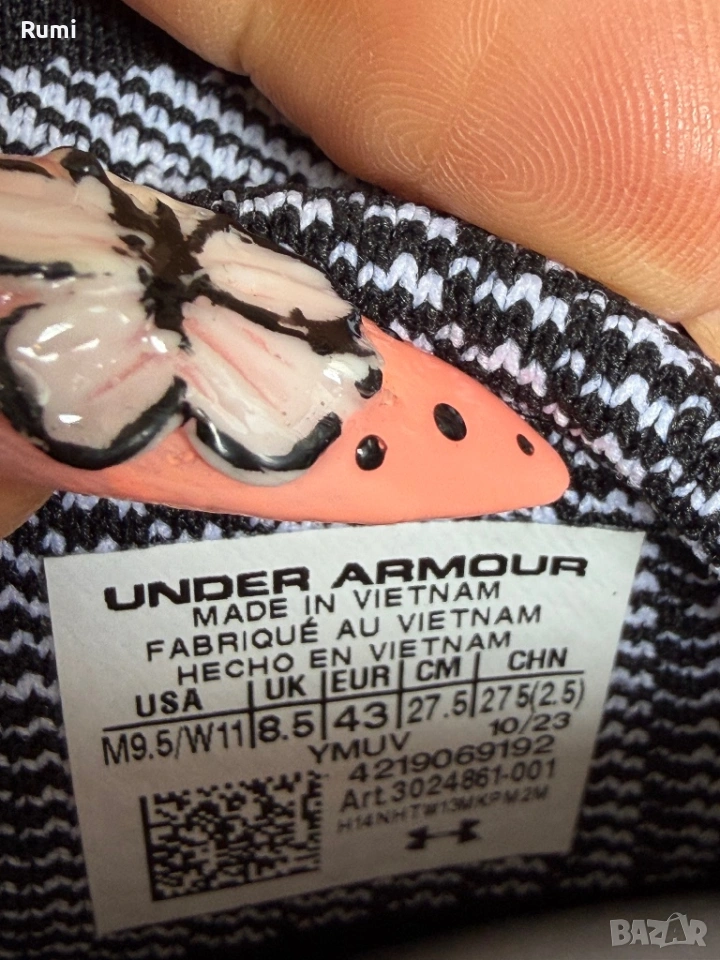 Rumi
UNDER ARMOUR
MADE IN VIETNAM
FABRIQUÉ AU VIETNAM
HECHO EN VIETNAM
USA UK EUR CM CHN
M9.5/W11 8.5 43 27.5 275(2.5)
YMUV 10/23
4219069192
Art.3024861-001
H14NHTW13MKPM2M
BAZAR